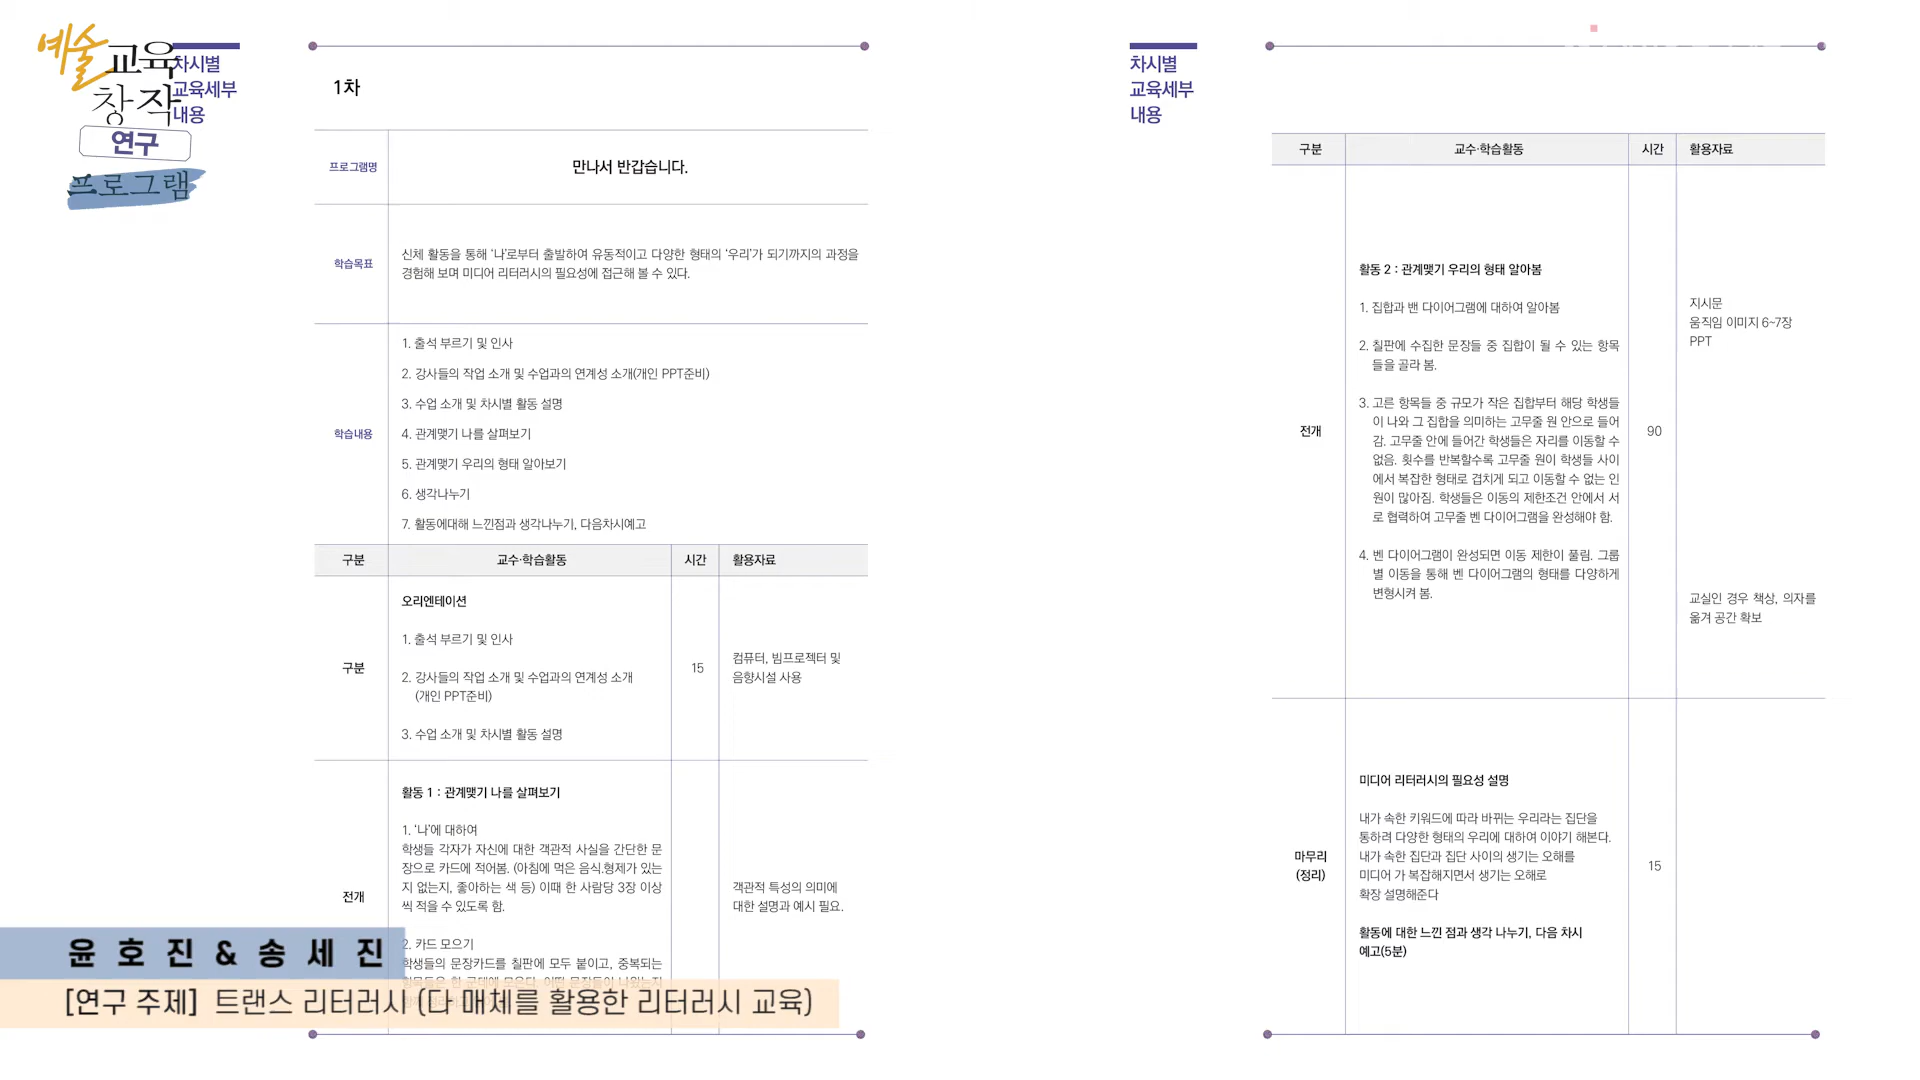 예술교육
창작
연구
프로그램
차시별
교육세부
내용
1차
프로그램명
만나서 반갑습니다.
학습목표
신체 활동을 통해 ‘나’로부터 출발하여 유동적이고 다양한 형태의 ‘우리’가 되기까지의 과정을
경험해 보며 미디어 리터러시의 필요성에 접근해 볼 수 있다.
학습내용
1. 출석 부르기 및 인사
2. 강사들의 작업 소개 및 수업과의 연계성 소개(개인 PPT준비)
3. 수업 소개 및 차시별 활동 설명
4. 관계맺기 나를 살펴보기
5. 관계맺기 우리의 형태 알아보기
6. 생각나누기
7. 활동에대해 느낀점과 생각나누기, 다음차시예고
구분 교수·학습활동 시간 활용자료
구분
오리엔테이션
1. 출석 부르기 및 인사
2. 강사들의 작업 소개 및 수업과의 연계성 소개
(개인 PPT준비)
3. 수업 소개 및 차시별 활동 설명
15
컴퓨터, 빔프로젝터 및
음향시설 사용
전개
활동 1 : 관계맺기 나를 살펴보기
1. ‘나’에 대하여
학생들 각자가 자신에 대한 객관적 사실을 간단한 문
장으로 카드에 적어봄. (아침에 먹은 음식.형제가 있는
지 없는지, 좋아하는 색 등) 이때 한 사람당 3장 이상
씩 적을 수 있도록 함.
2. 카드 모으기
학생들의 문장카드를 칠판에 모두 붙이고, 중복되는
객관적 특성의 의미에
대한 설명과 예시 필요.
윤호진&송세진
[연구 주제] 트랜스 리터러시 (다 매체를 활용한 리터러시 교육)
차시별
교육세부
내용
구분 교수·학습활동 시간 활용자료
전개
활동 2 : 관계맺기 우리의 형태 알아봄
1. 집합과 밴 다이어그램에 대하여 알아봄
2. 칠판에 수집한 문장들 중 집합이 될 수 있는 항목
들을 골라 봄.
3. 고른 항목들 중 규모가 작은 집합부터 해당 학생들
이 나와 그 집합을 의미하는 고무줄 원 안으로 들어
감. 고무줄 안에 들어간 학생들은 자리를 이동할 수
없음. 횟수를 반복할수록 고무줄 원이 학생들 사이
에서 복잡한 형태로 겹치게 되고 이동할 수 없는 인
원이 많아짐. 학생들은 이동의 제한조건 안에서 서
로 협력하여 고무줄 벤 다이어그램을 완성해야 함.
4. 벤 다이어그램이 완성되면 이동 제한이 풀림. 그룹
별 이동을 통해 벤 다이어그램의 형태를 다양하게
변형시켜 봄.
90
지시문
움직임 이미지 6~7장
PPT
교실인 경우 책상, 의자를
옮겨 공간 확보
마무리
(정리)
미디어 리터러시의 필요성 설명
내가 속한 키워드에 따라 바뀌는 우리라는 집단을
통하려 다양한 형태의 우리에 대하여 이야기 해본다.
내가 속한 집단과 집단 사이의 생기는 오해를
미디어 가 복잡해지면서 생기는 오해로
확장 설명해준다
활동에 대한 느낀 점과 생각 나누기, 다음 차시
예고(5분)
15